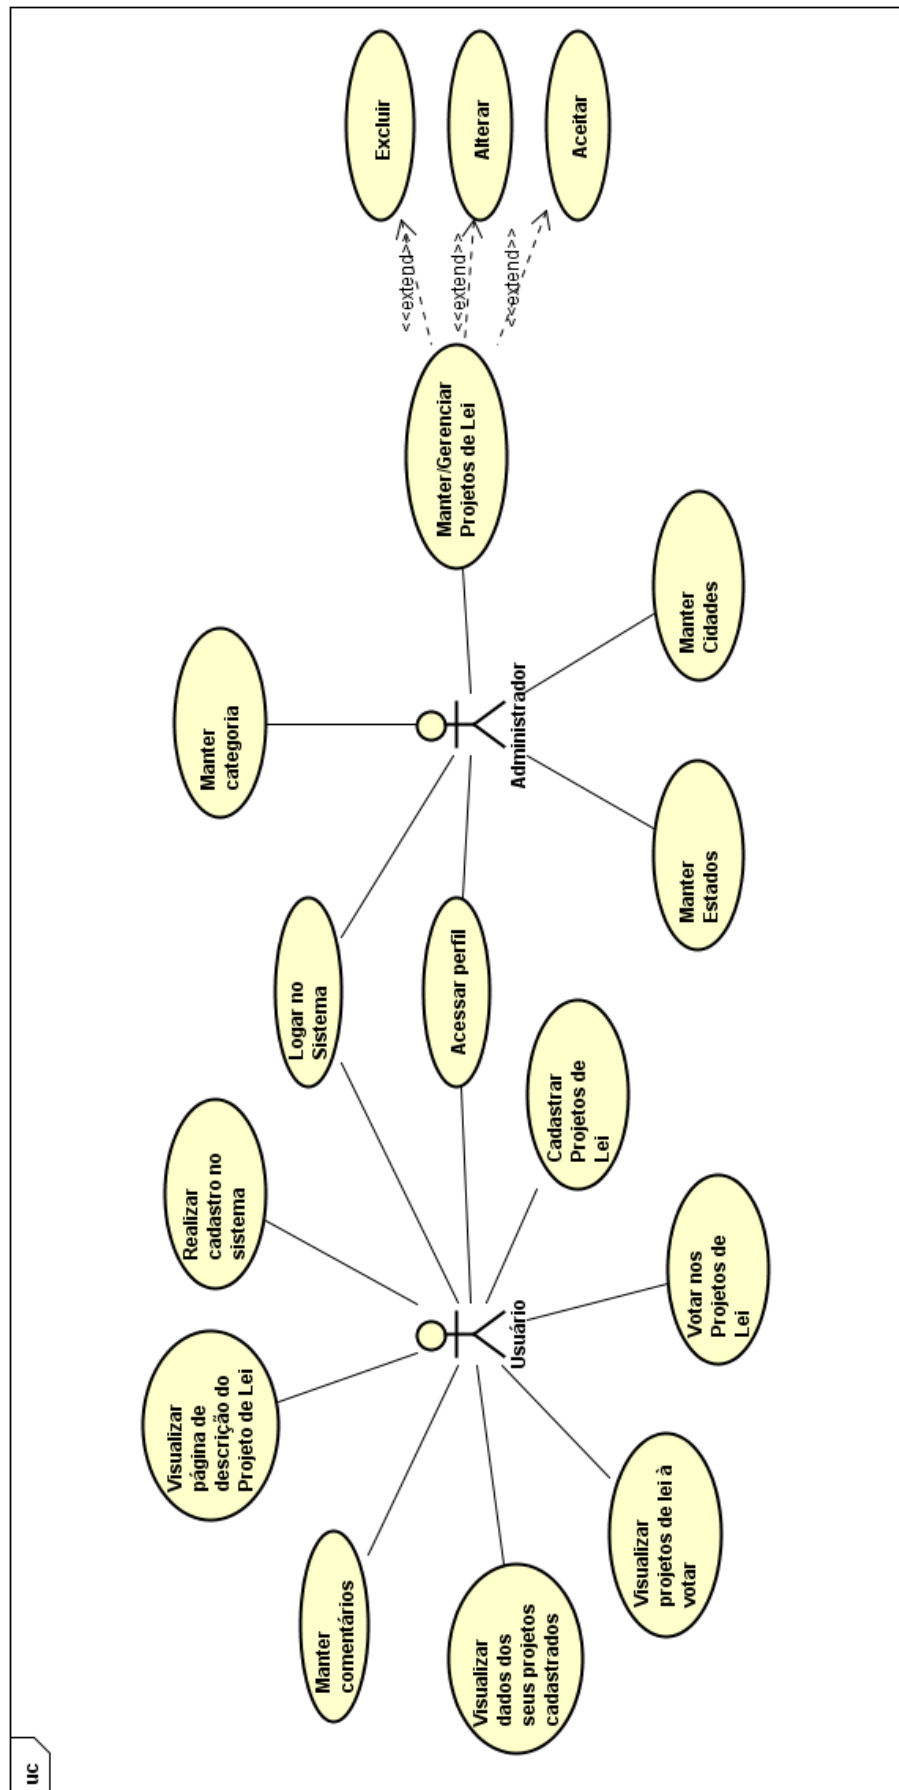 uc
Manter
comentários
Visualizar
dados dos
seus projetos
cadastrados
Visualizar
página de
descrição do
Projeto de Lei
Visualizar
projetos de lei à
votar
Realizar
cadastro no
sistema
Usuário
Votar nos
Projetos de
Lei
Cadastrar
Projetos de
Lei
Logar no
Sistema
Acessar perfil
Manter
categoria
Administrador
Manter
Estados
Manter
Cidades
Manter/Gerenciar
Projetos de Lei
<<extend>>
<<extend>>
<<extend>>
Excluir
Alterar
Aceitar